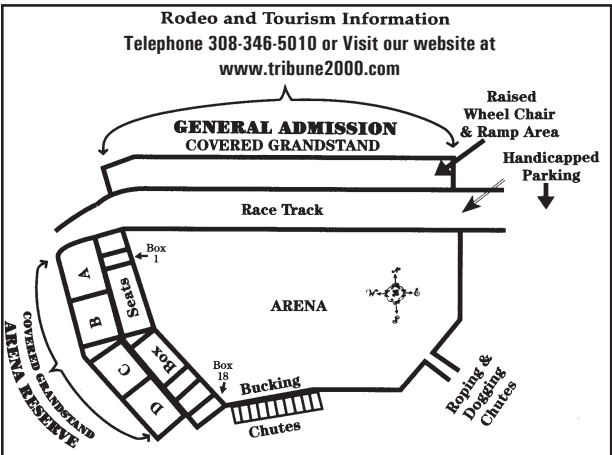 Rodeo and Tourism Information
Telephone 308-346-5010 or Visit our website at
www.tribune2000.com
GENERAL ADMISSION
COVERED GRANDSTAND
Raised
Wheel Chair
& Ramp Area
Handicapped
Parking
Race Track
Box
1
A
B
C
D
Seats
Box
COVERED GRANDSTAND
ARENA RESERVE
ARENA
N
W
E
S
Box
18
Bucking
Chutes
Roping &
Dogging
Chutes